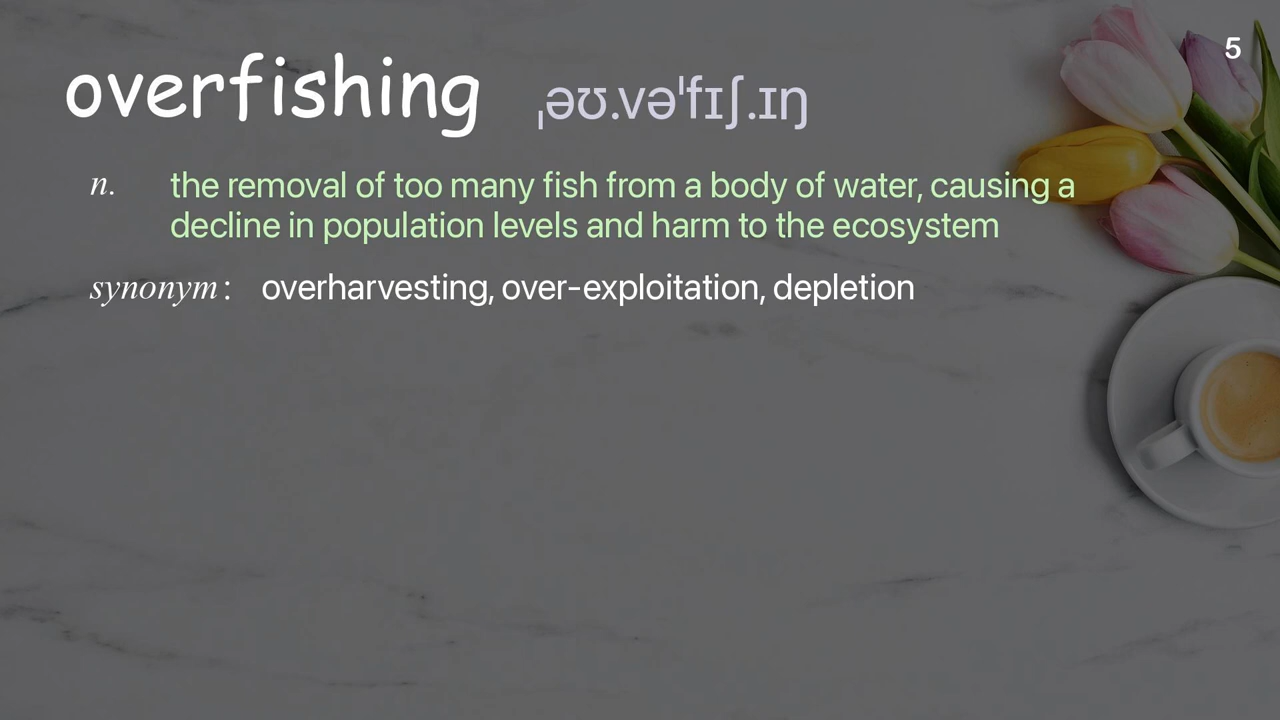 5
overfishing ˌəʊ.vəˈfɪʃ.ɪŋ
n. the removal of too many fish from a body of water, causing a
decline in population levels and harm to the ecosystem
synonym: overharvesting, over-exploitation, depletion